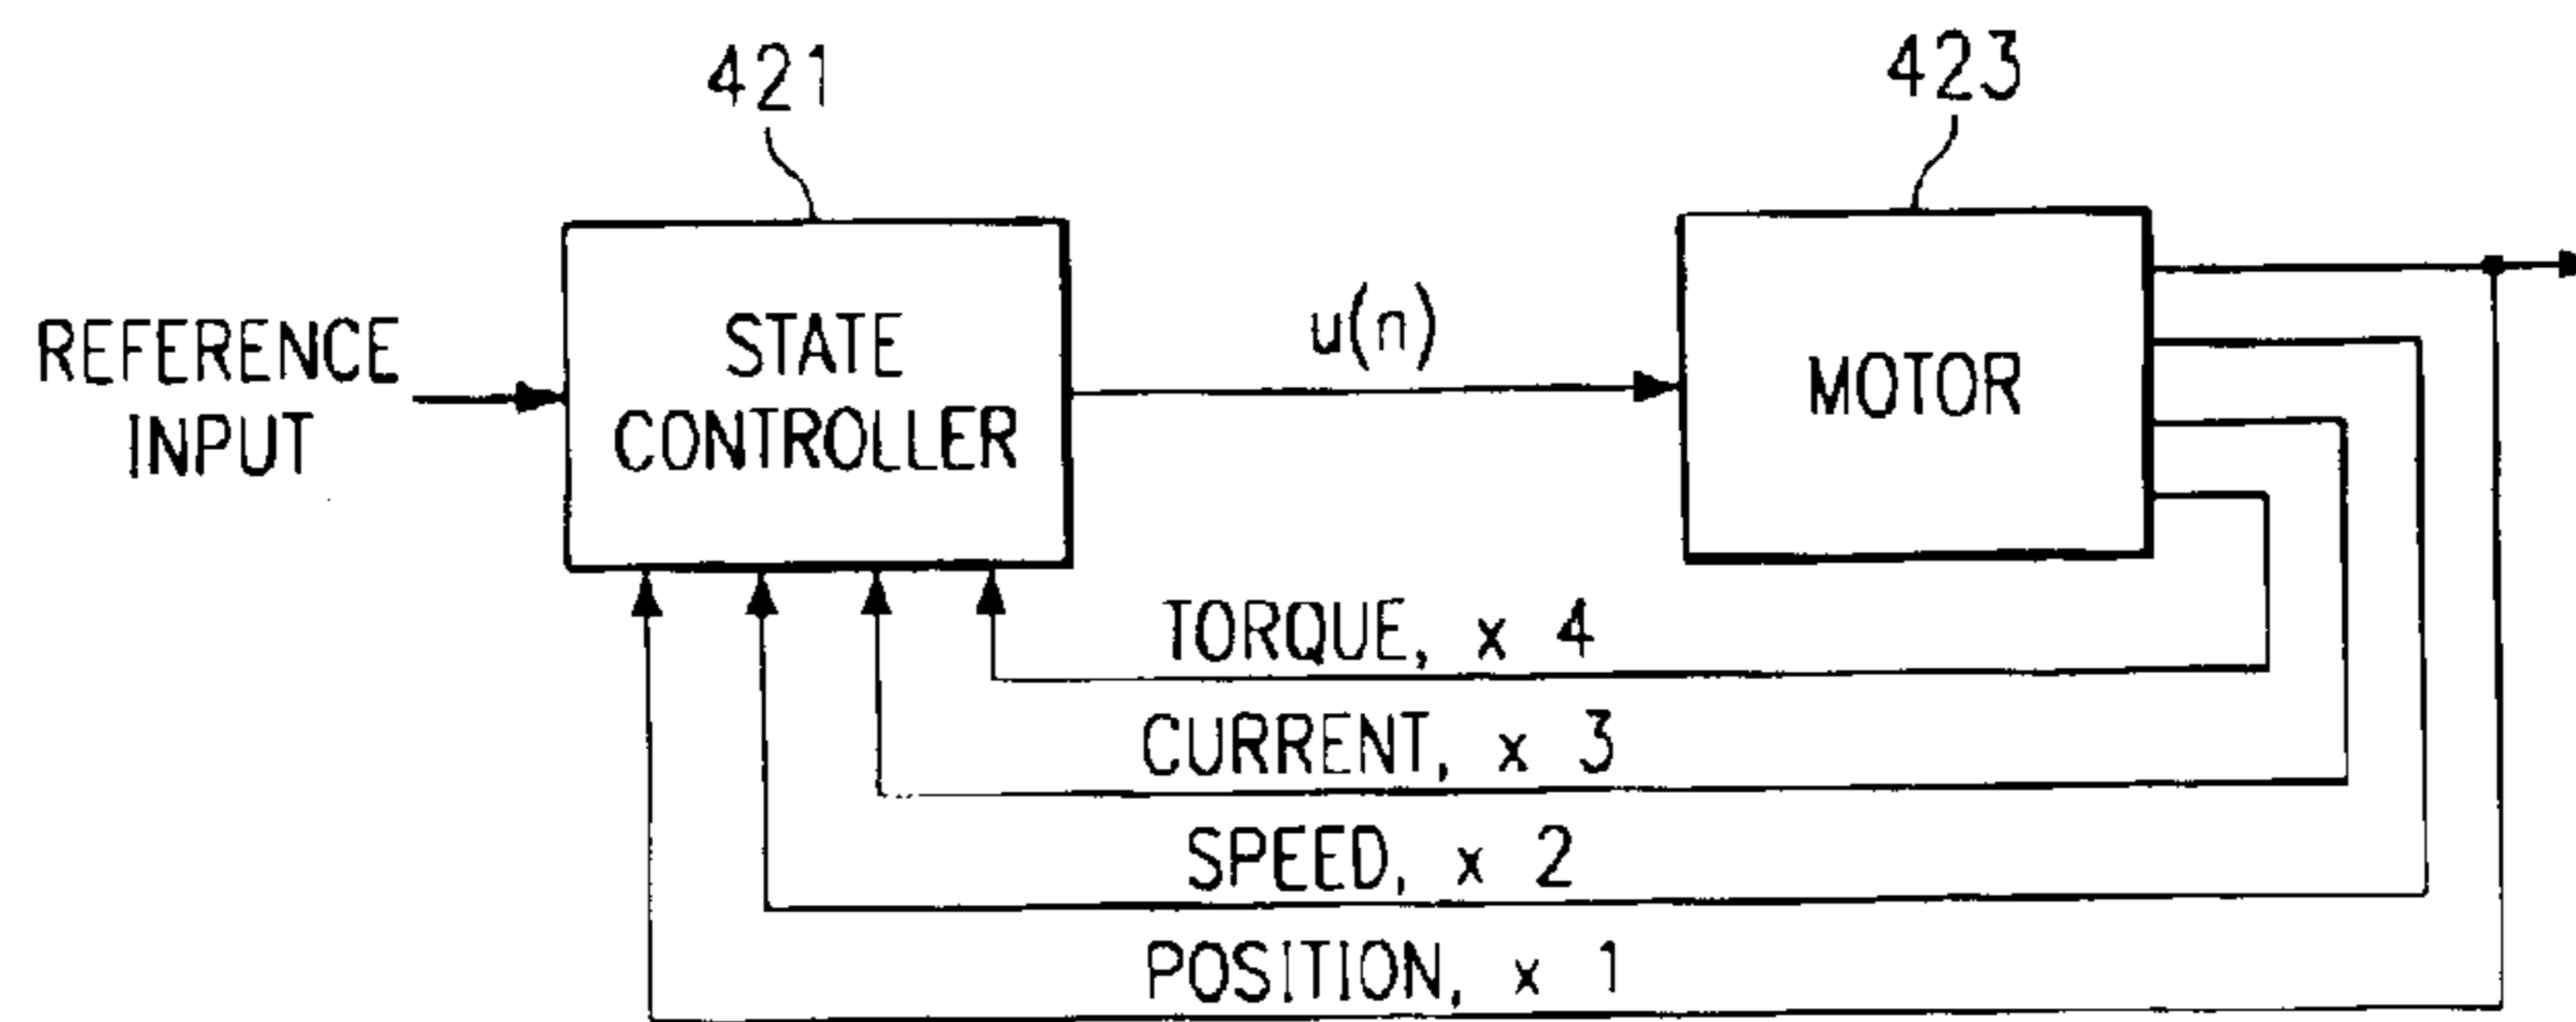 421
423
REFERENCE
INPUT
STATE
CONTROLLER
u(n)
MOTOR
TORQUE, x 4
CURRENT, x 3
SPEED, x 2
POSITION, x 1